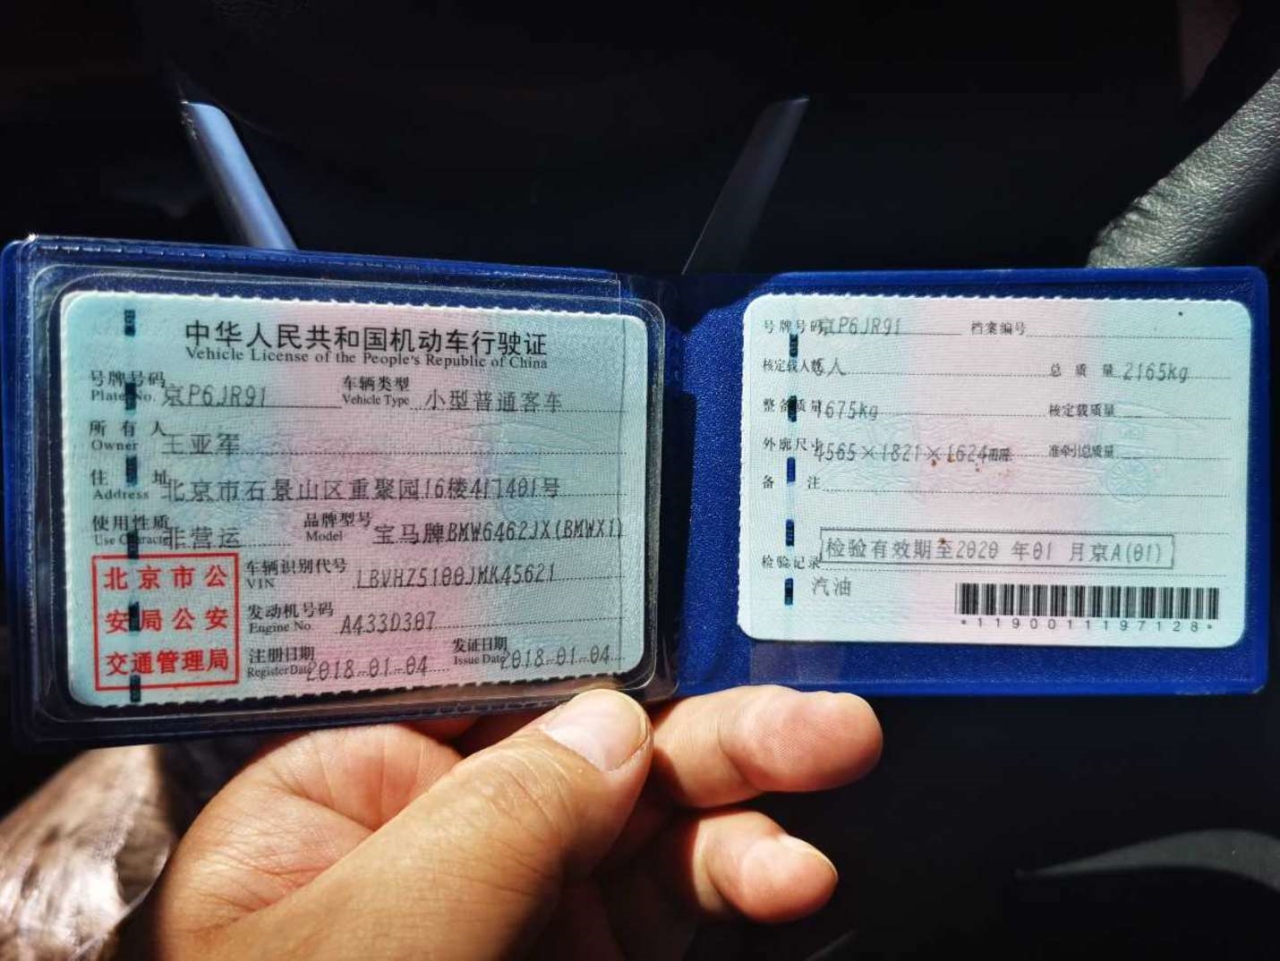 中华人民共和国机动车行驶证
Vehicle License of the People's Republic of China
号牌号码 Plate No. 京P6JR91 车辆类型 Vehicle Type 小型普通客车
所有人 Owner 王亚军
住址 Address 北京市石景山区重聚园16楼4门401号
使用性质 Use Character 非营运 品牌型号 Model 宝马牌BMW6462JX(BMWX1)
车辆识别代号 VIN LBVHZ5100JMK45621
发动机号码 Engine No. A433D307
注册日期 Register Date 2018-01-04 发证日期 Issue Date 2018-01-04
北京市公
安局公安
交通管理局
号牌号码 京P6JR91 档案编号
核定载人数 5人 总质量 2165kg
整备质量 1675kg 核定载质量
外廓尺寸 4565×1821×1624mm 准牵引总质量
备注
检验有效期至2020年01月京A(01)
检验记录
汽油
*1190011197128*